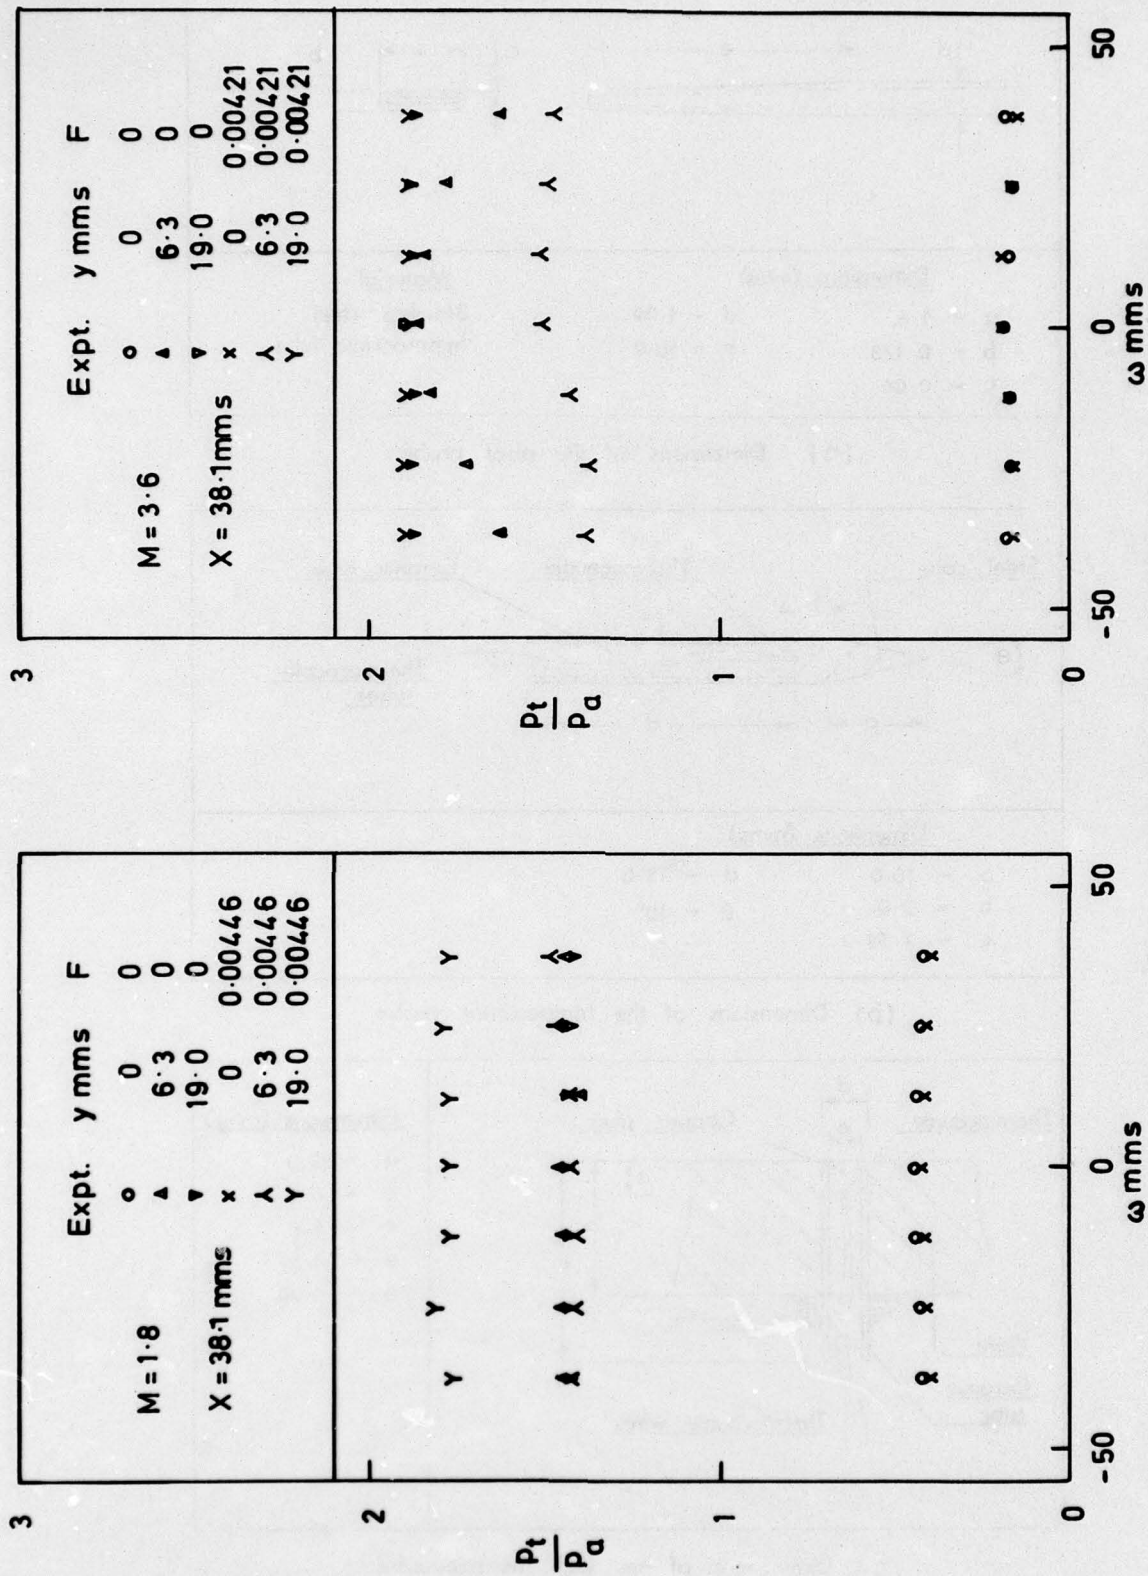 3
2
1
0
Pt
Pa
-50
0
50
ω mms
M = 1·8
X = 38·1 mms
Expt. y mms F
o 0 0
▲ 6·3 0
▼ 19·0 0
x 0 0·00446
⅄ 6·3 0·00446
Y 19·0 0·00446
3
2
1
0
Pt
Pa
-50
0
50
ω mms
M = 3·6
X = 38·1mms
Expt. y mms F
o 0 0
▲ 6·3 0
▼ 19·0 0
x 0 0·00421
⅄ 6·3 0·00421
Y 19·0 0·00421